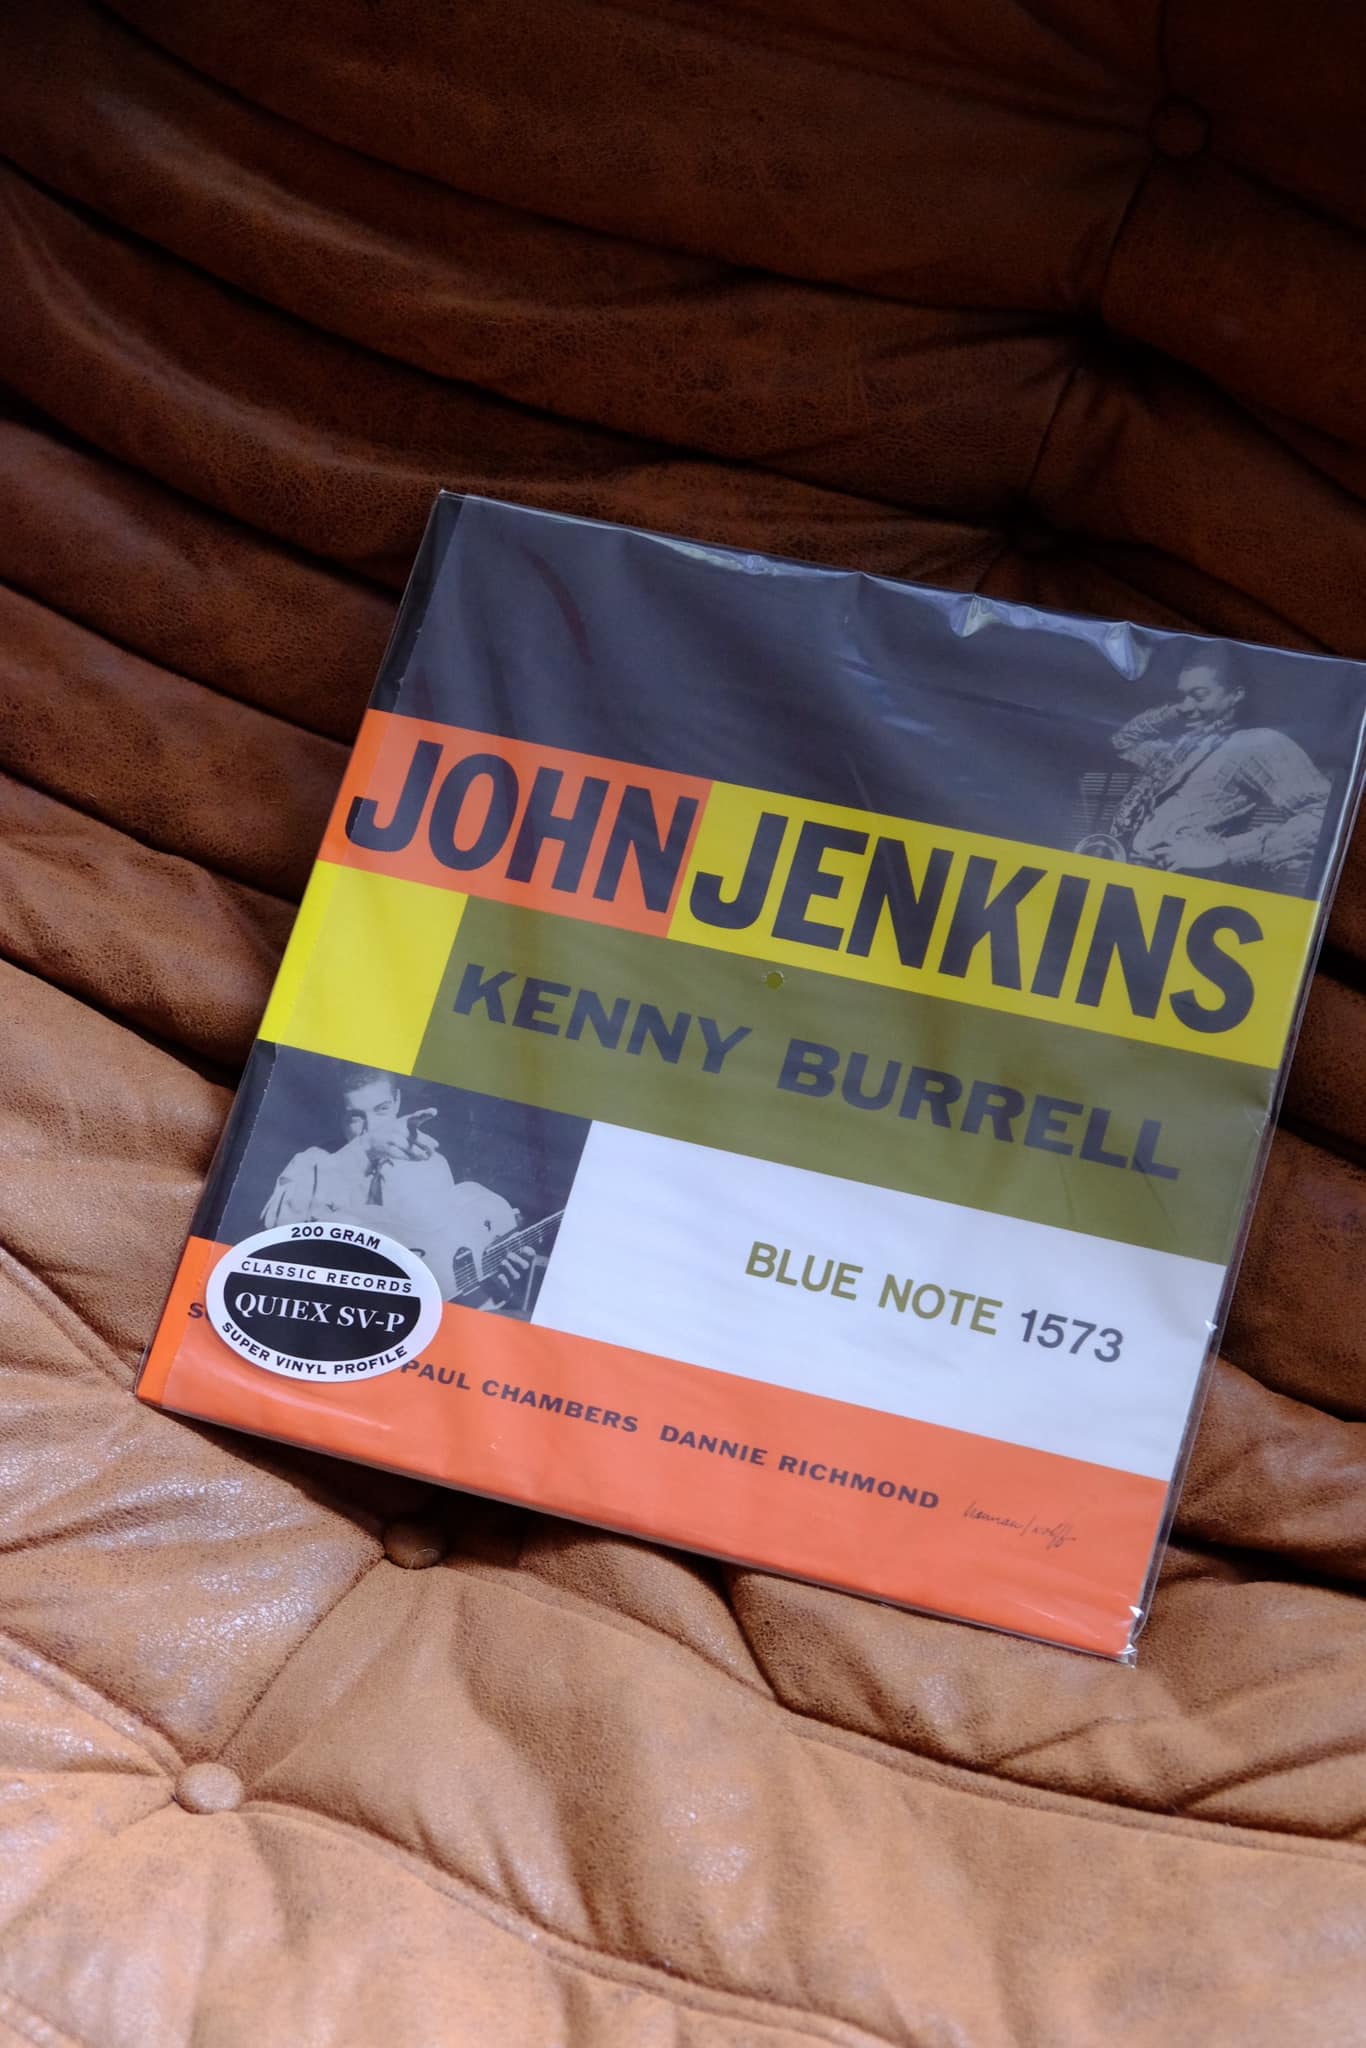 JOHN JENKINS
KENNY BURRELL
BLUE NOTE 1573
200 GRAM
CLASSIC RECORDS
QUIEX SV-P
SUPER VINYL PROFILE
PAUL CHAMBERS DANNIE RICHMOND